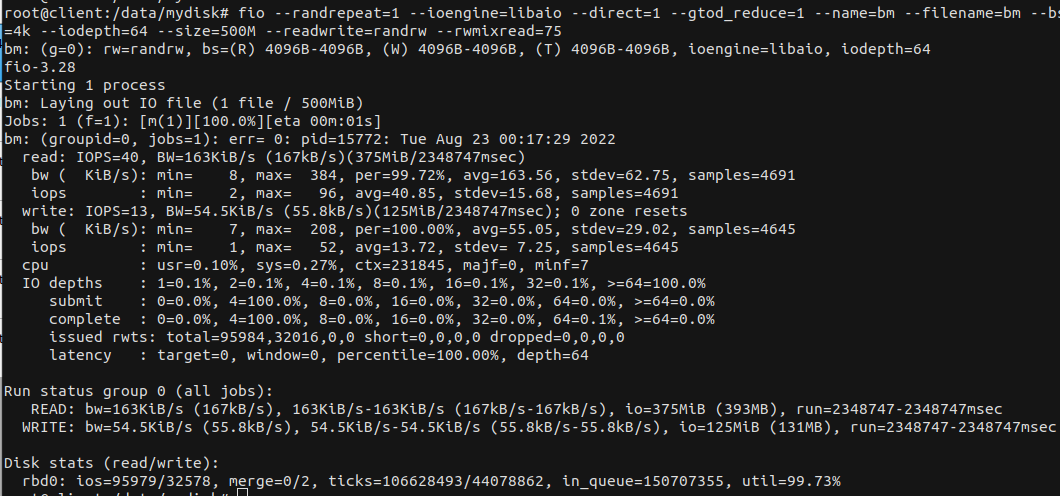 root@client:/data/mydisk# fio --randrepeat=1 --ioengine=libaio --direct=1 --gtod_reduce=1 --name=bm --filename=bm --bs
=4k --iodepth=64 --size=500M --readwrite=randrw --rwmixread=75
bm: (g=0): rw=randrw, bs=(R) 4096B-4096B, (W) 4096B-4096B, (T) 4096B-4096B, ioengine=libaio, iodepth=64
fio-3.28
Starting 1 process
bm: Laying out IO file (1 file / 500MiB)
Jobs: 1 (f=1): [m(1)][100.0%][eta 00m:01s]
bm: (groupid=0, jobs=1): err= 0: pid=15772: Tue Aug 23 00:17:29 2022
  read: IOPS=40, BW=163KiB/s (167kB/s)(375MiB/2348747msec)
   bw (  KiB/s): min=    8, max=  384, per=99.72%, avg=163.56, stdev=62.75, samples=4691
   iops        : min=    2, max=   96, avg=40.85, stdev=15.68, samples=4691
  write: IOPS=13, BW=54.5KiB/s (55.8kB/s)(125MiB/2348747msec); 0 zone resets
   bw (  KiB/s): min=    7, max=  208, per=100.00%, avg=55.05, stdev=29.02, samples=4645
   iops        : min=    1, max=   52, avg=13.72, stdev= 7.25, samples=4645
  cpu          : usr=0.10%, sys=0.27%, ctx=231845, majf=0, minf=7
  IO depths    : 1=0.1%, 2=0.1%, 4=0.1%, 8=0.1%, 16=0.1%, 32=0.1%, >=64=100.0%
     submit    : 0=0.0%, 4=100.0%, 8=0.0%, 16=0.0%, 32=0.0%, 64=0.0%, >=64=0.0%
     complete  : 0=0.0%, 4=100.0%, 8=0.0%, 16=0.0%, 32=0.0%, 64=0.1%, >=64=0.0%
     issued rwts: total=95984,32016,0,0 short=0,0,0,0 dropped=0,0,0,0
     latency   : target=0, window=0, percentile=100.00%, depth=64
Run status group 0 (all jobs):
   READ: bw=163KiB/s (167kB/s), 163KiB/s-163KiB/s (167kB/s-167kB/s), io=375MiB (393MB), run=2348747-2348747msec
  WRITE: bw=54.5KiB/s (55.8kB/s), 54.5KiB/s-54.5KiB/s (55.8kB/s-55.8kB/s), io=125MiB (131MB), run=2348747-2348747msec
Disk stats (read/write):
  rbd0: ios=95979/32578, merge=0/2, ticks=106628493/44078862, in_queue=150707355, util=99.73%